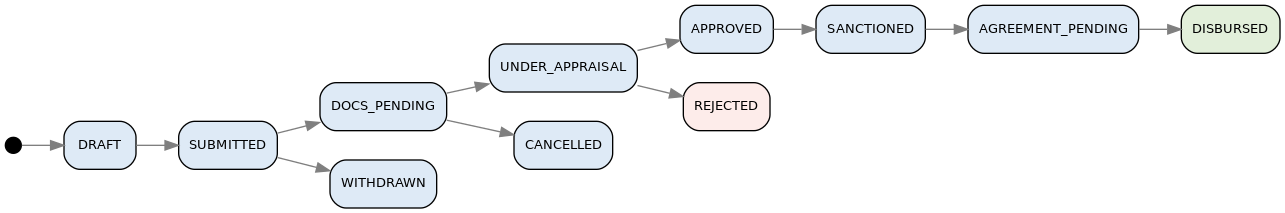 DRAFT
SUBMITTED
DOCS_PENDING
WITHDRAWN
UNDER_APPRAISAL
CANCELLED
APPROVED
REJECTED
SANCTIONED
AGREEMENT_PENDING
DISBURSED